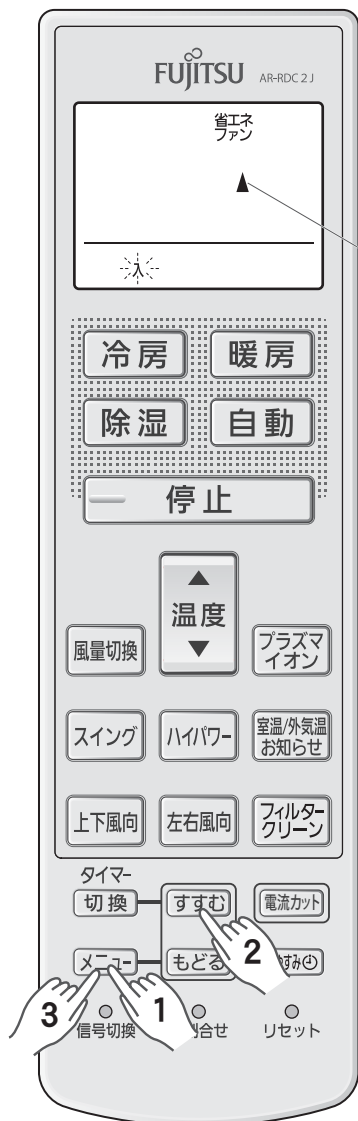 FUJITSU AR-RDC2J
省エネ
ファン
入
冷房 暖房
除湿 自動
停止
温度
風量切換
プラズマ
イオン
スイング ハイパワー
室温/外気温
お知らせ
上下風向 左右風向
フィルター
クリーン
タイマー
切換 すすむ 電流カット
メニュー もどる すみ
3 1 2
信号切換 合せ リセット